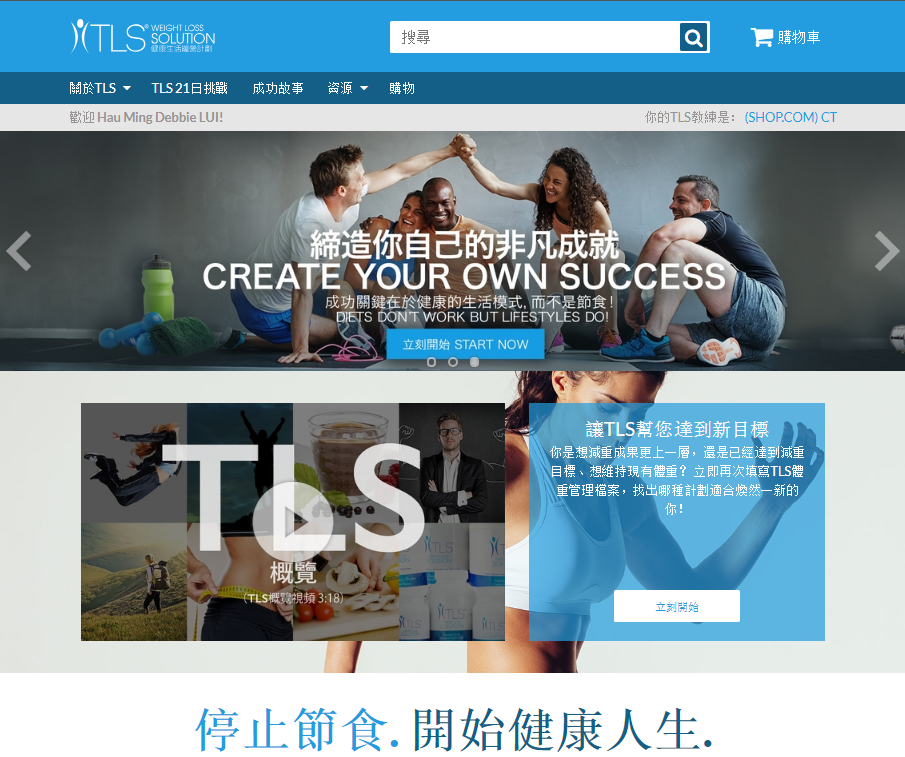 TLS® WEIGHT LOSS
SOLUTION
健康生活纖營計劃
搜尋
購物車
關於TLS
TLS 21日挑戰
成功故事
資源
購物
歡迎 Hau Ming Debbie LUI!
你的TLS教練是： (SHOP.COM) CT
締造你自己的非凡成就
CREATE YOUR OWN SUCCESS
成功關鍵在於健康的生活模式, 而不是節食！
DIETS DON'T WORK BUT LIFESTYLES DO!
立刻開始 START NOW
TLS
概覽
(TLS概覽視頻 3:18)
TLS
讓TLS幫您達到新目標
你是想減重成果更上一層，還是已經達到減重
目標、想維持現有體重？ 立即再次填寫TLS體
重管理檔案，找出哪種計劃適合煥然一新的
你！
立刻開始
停止節食. 開始健康人生.